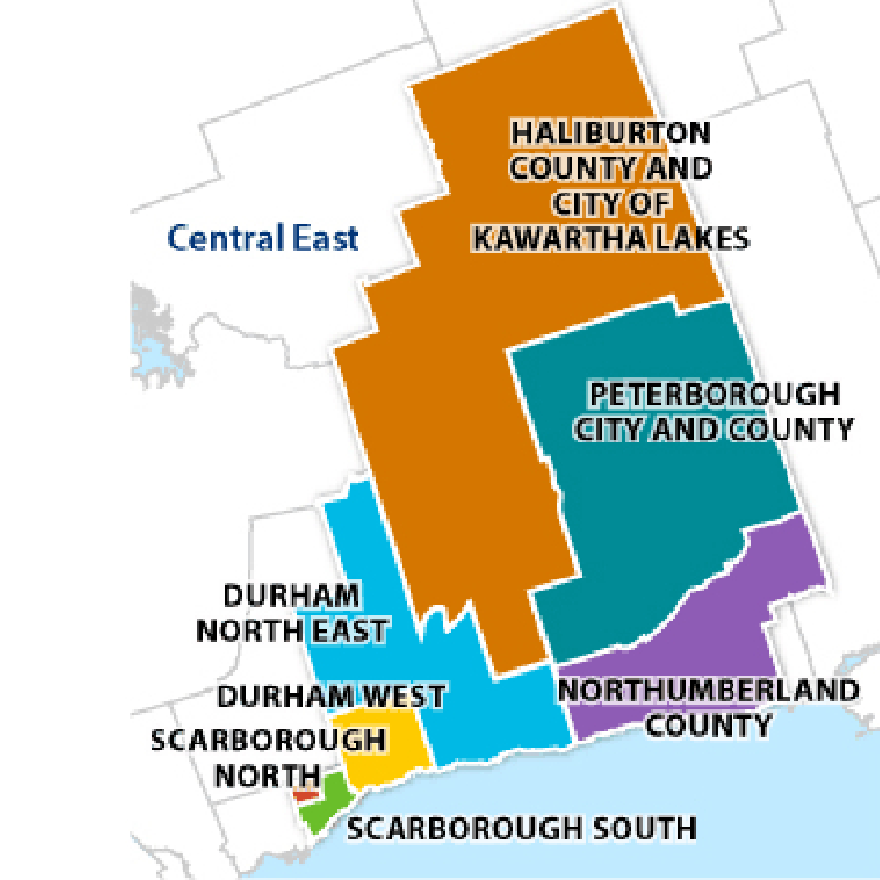 HALIBURTON
COUNTY AND
CITY OF
KAWARTHA LAKES
Central East
PETERBOROUGH
CITY AND COUNTY
DURHAM
NORTH EAST
DURHAM WEST
NORTHUMBERLAND
COUNTY
SCARBOROUGH
NORTH
SCARBOROUGH SOUTH